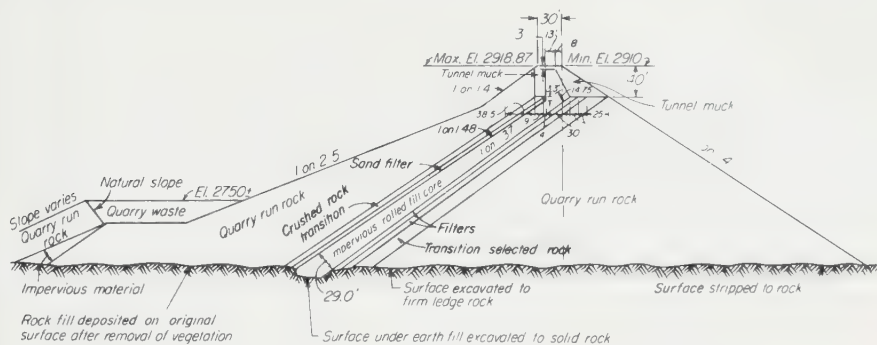 30'
3
13'
8
Max. El. 2918.87
Min. El. 2910
Tunnel muck
10'
1 on 1.4
Tunnel muck
14.75
38.5
9
4
30
25
1 on 1.48
1 on
Sand filter
1 on 2.5
Natural slope
El. 2750±
Slope varies
Quarry run rock
Quarry waste
Quarry run rock
Crushed rock transition
Impervious rolled fill core
Filters
Quarry run rock
Transition selected rock
Impervious material
29.0'
Surface excavated to
firm ledge rock
Surface stripped to rock
Rock fill deposited on original
surface after removal of vegetation
Surface under earth fill excavated to solid rock